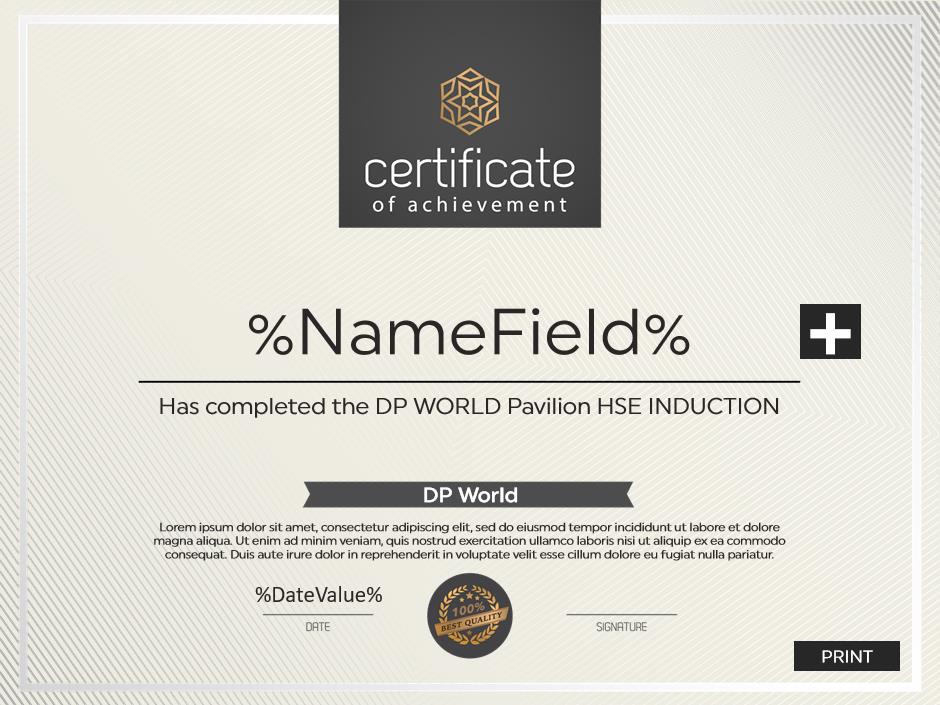 certificate
of achievement
%NameField%
Has completed the DP WORLD Pavilion HSE INDUCTION
DP World
Lorem ipsum dolor sit amet, consectetur adipiscing elit, sed do eiusmod tempor incididunt ut labore et dolore
magna aliqua. Ut enim ad minim veniam, quis nostrud exercitation ullamco laboris nisi ut aliquip ex ea commodo
consequat. Duis aute irure dolor in reprehenderit in voluptate velit esse cillum dolore eu fugiat nulla pariatur.
%DateValue%
DATE
100%
BEST QUALITY
SIGNATURE
PRINT